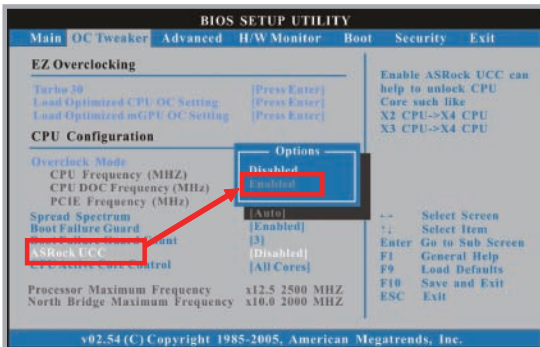 BIOS SETUP UTILITY
Main OC Tweaker Advanced H/W Monitor Boot Security Exit
EZ Overclocking
Turbo 30 [Press Enter]
Load Optimized CPU OC Setting [Press Enter]
Load Optimized mGPU OC Setting [Press Enter]
CPU Configuration
Overclock Mode
CPU Frequency (MHZ)
CPU DOC Frequency (MHz)
PCIE Frequency (MHz)
Spread Spectrum [Auto]
Boot Failure Guard [Enabled]
Boot Failure Guard Count [3]
ASRock UCC [Disabled]
CPU Active Core Control [All Cores]
Processor Maximum Frequency x12.5 2500 MHZ
North Bridge Maximum Frequency x10.0 2000 MHZ
Options
Disabled
Enabled
Enable ASRock UCC can
help to unlock CPU
Core such like
X2 CPU->X4 CPU
X3 CPU->X4 CPU
Select Screen
Select Item
Enter Go to Sub Screen
F1 General Help
F9 Load Defaults
F10 Save and Exit
ESC Exit
v02.54 (C) Copyright 1985-2005, American Megatrends, Inc.